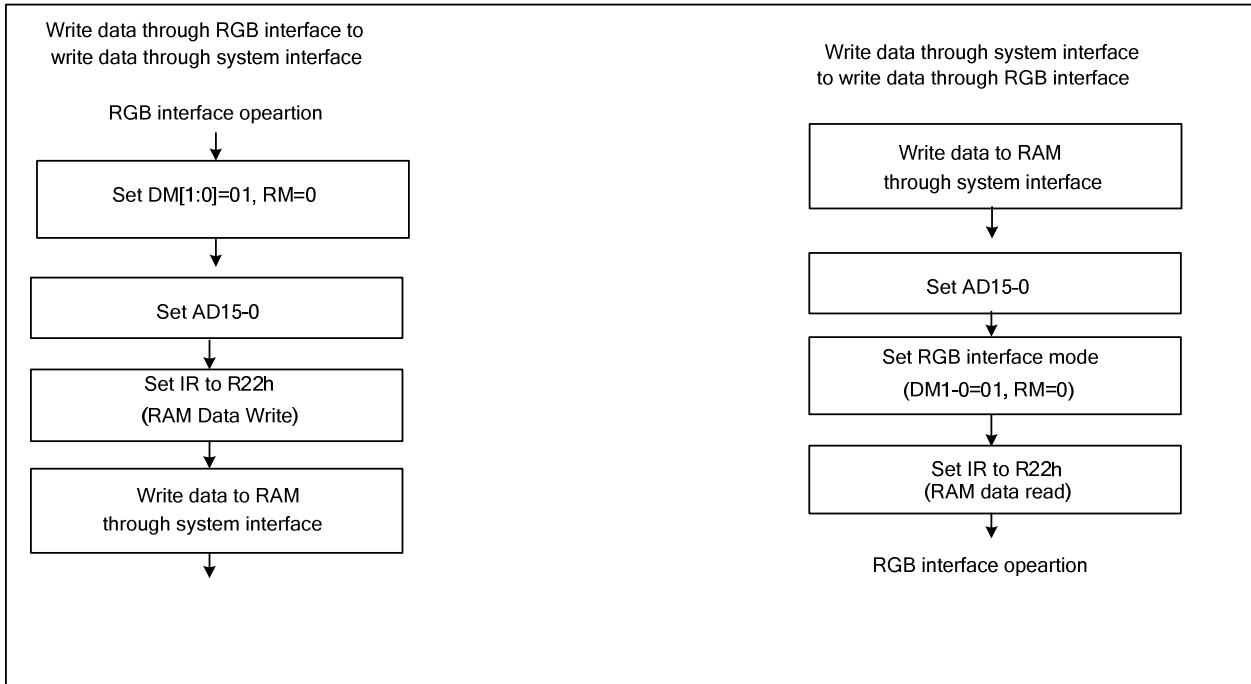 Write data through RGB interface to
write data through system interface
RGB interface opeartion
Set DM[1:0]=01, RM=0
Set AD15-0
Set IR to R22h
(RAM Data Write)
Write data to RAM
through system interface
Write data through system interface
to write data through RGB interface
Write data to RAM
through system interface
Set AD15-0
Set RGB interface mode
(DM1-0=01, RM=0)
Set IR to R22h
(RAM data read)
RGB interface opeartion